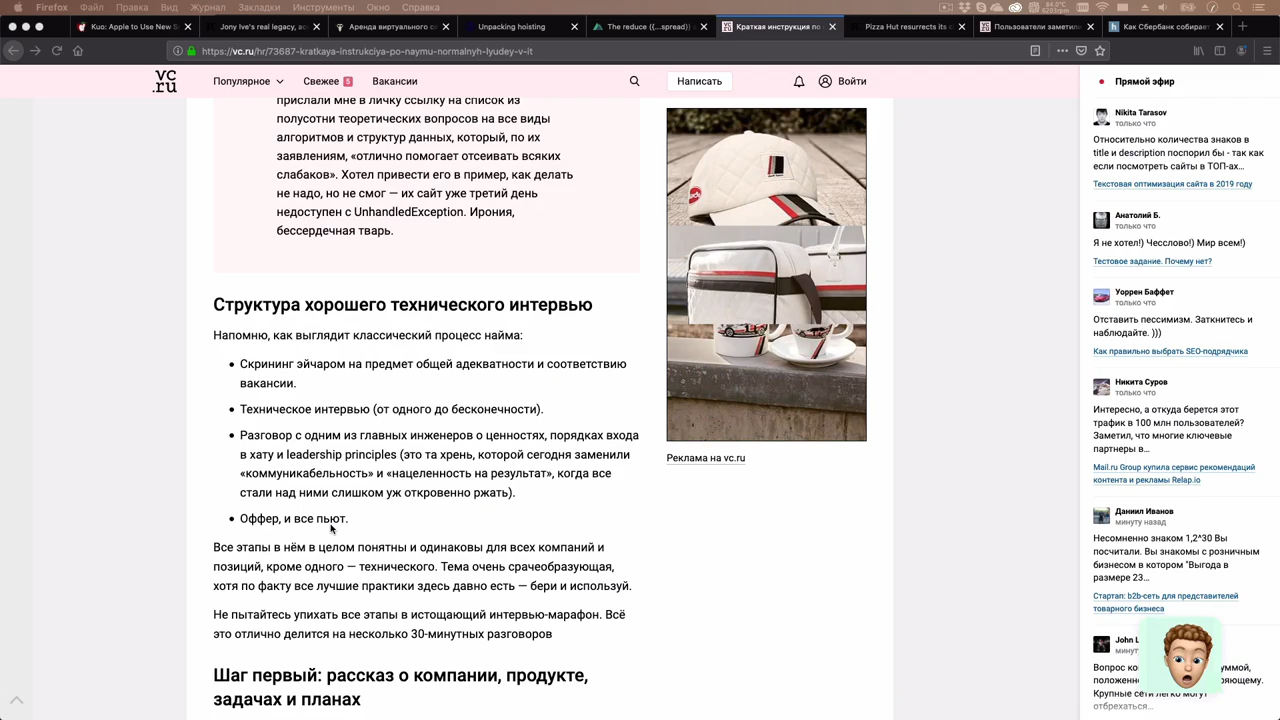 Firefox Файл Правка Вид Журнал Закладки Инструменты Окно Справка
Kuo: Apple to Use New S
Jony Ive's real legacy, acc
Аренда виртуального се
Unpacking hoisting
The reduce ({...spread})
Краткая инструкция по
Pizza Hut resurrects its c
Пользователи заметили
Как Сбербанк собирает
https://vc.ru/hr/73687-kratkaya-instrukciya-po-naymu-normalnyh-lyudey-v-it
vc
.ru
Популярное
Свежее 5
Вакансии
Написать
Войти
прислали мне в личку ссылку на список из
полусотни теоретических вопросов на все виды
алгоритмов и структур данных, который, по их
заявлениям, «отлично помогает отсеивать всяких
слабаков». Хотел привести его в пример, как делать
не надо, но не смог — их сайт уже третий день
недоступен с UnhandledException. Ирония,
бессердечная тварь.
Структура хорошего технического интервью
Напомню, как выглядит классический процесс найма:
Скрининг эйчаром на предмет общей адекватности и соответствию
вакансии.
Техническое интервью (от одного до бесконечности).
Разговор с одним из главных инженеров о ценностях, порядках входа
в хату и leadership principles (это та хрень, которой сегодня заменили
«коммуникабельность» и «нацеленность на результат», когда все
стали над ними слишком уж откровенно ржать).
Оффер, и все пьют.
Все этапы в нём в целом понятны и одинаковы для всех компаний и
позиций, кроме одного — технического. Тема очень срачеобразующая,
хотя по факту все лучшие практики здесь давно есть — бери и используй.
Не пытайтесь упихать все этапы в истощающий интервью-марафон. Всё
это отлично делится на несколько 30-минутных разговоров
Шаг первый: рассказ о компании, продукте,
задачах и планах
Реклама на vc.ru
Прямой эфир
Nikita Tarasov
только что
Относительно количества знаков в
title и description поспорил бы - так как
если посмотреть сайты в ТОП-ах...
Текстовая оптимизация сайта в 2019 году
Анатолий Б.
только что
Я не хотел!) Чесслово!) Мир всем!)
Тестовое задание. Почему нет?
Уоррен Баффет
только что
Отставить пессимизм. Заткнитесь и
наблюдайте. )))
Как правильно выбрать SEO-подрядчика
Никита Суров
только что
Интересно, а откуда берется этот
трафик в 100 млн пользователей?
Заметил, что многие ключевые
партнеры в...
Mail.ru Group купила сервис рекомендаций
контента и рекламы Relap.io
Даниил Иванов
минуту назад
Несомненно знаком 1,2^30 Вы
посчитали. Вы знакомы с розничным
бизнесом в котором "Выгода в
размере 23...
Стартап: b2b-сеть для представителей
товарного бизнеса
John L
мину
Вопрос ко
положенно
Крупные сети легко могут
отбрехаться...